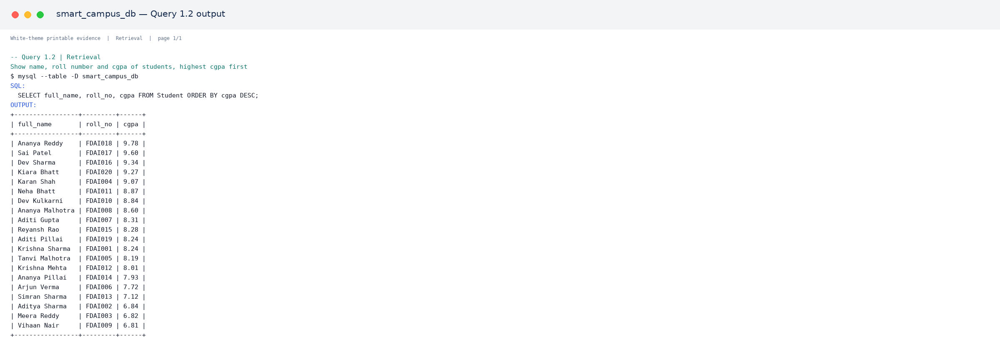 smart_campus_db — Query 1.2 output
White-theme printable evidence  |  Retrieval  |  page 1/1
-- Query 1.2 | Retrieval
Show name, roll number and cgpa of students, highest cgpa first
$ mysql --table -D smart_campus_db
SQL:
  SELECT full_name, roll_no, cgpa FROM Student ORDER BY cgpa DESC;
OUTPUT:
+-----------------+---------+------+
| full_name       | roll_no | cgpa |
+-----------------+---------+------+
| Ananya Reddy    | FDAI018 | 9.78 |
| Sai Patel       | FDAI017 | 9.60 |
| Dev Sharma      | FDAI016 | 9.34 |
| Kiara Bhatt     | FDAI020 | 9.27 |
| Karan Shah      | FDAI004 | 9.07 |
| Neha Bhatt      | FDAI011 | 8.87 |
| Dev Kulkarni    | FDAI010 | 8.84 |
| Ananya Malhotra | FDAI008 | 8.60 |
| Aditi Gupta     | FDAI007 | 8.31 |
| Reyansh Rao     | FDAI015 | 8.28 |
| Aditi Pillai    | FDAI019 | 8.24 |
| Krishna Sharma  | FDAI001 | 8.24 |
| Tanvi Malhotra  | FDAI005 | 8.19 |
| Krishna Mehta   | FDAI012 | 8.01 |
| Ananya Pillai   | FDAI014 | 7.93 |
| Arjun Verma     | FDAI006 | 7.72 |
| Simran Sharma   | FDAI013 | 7.12 |
| Aditya Sharma   | FDAI002 | 6.84 |
| Meera Reddy     | FDAI003 | 6.82 |
| Vihaan Nair     | FDAI009 | 6.81 |
+-----------------+---------+------+